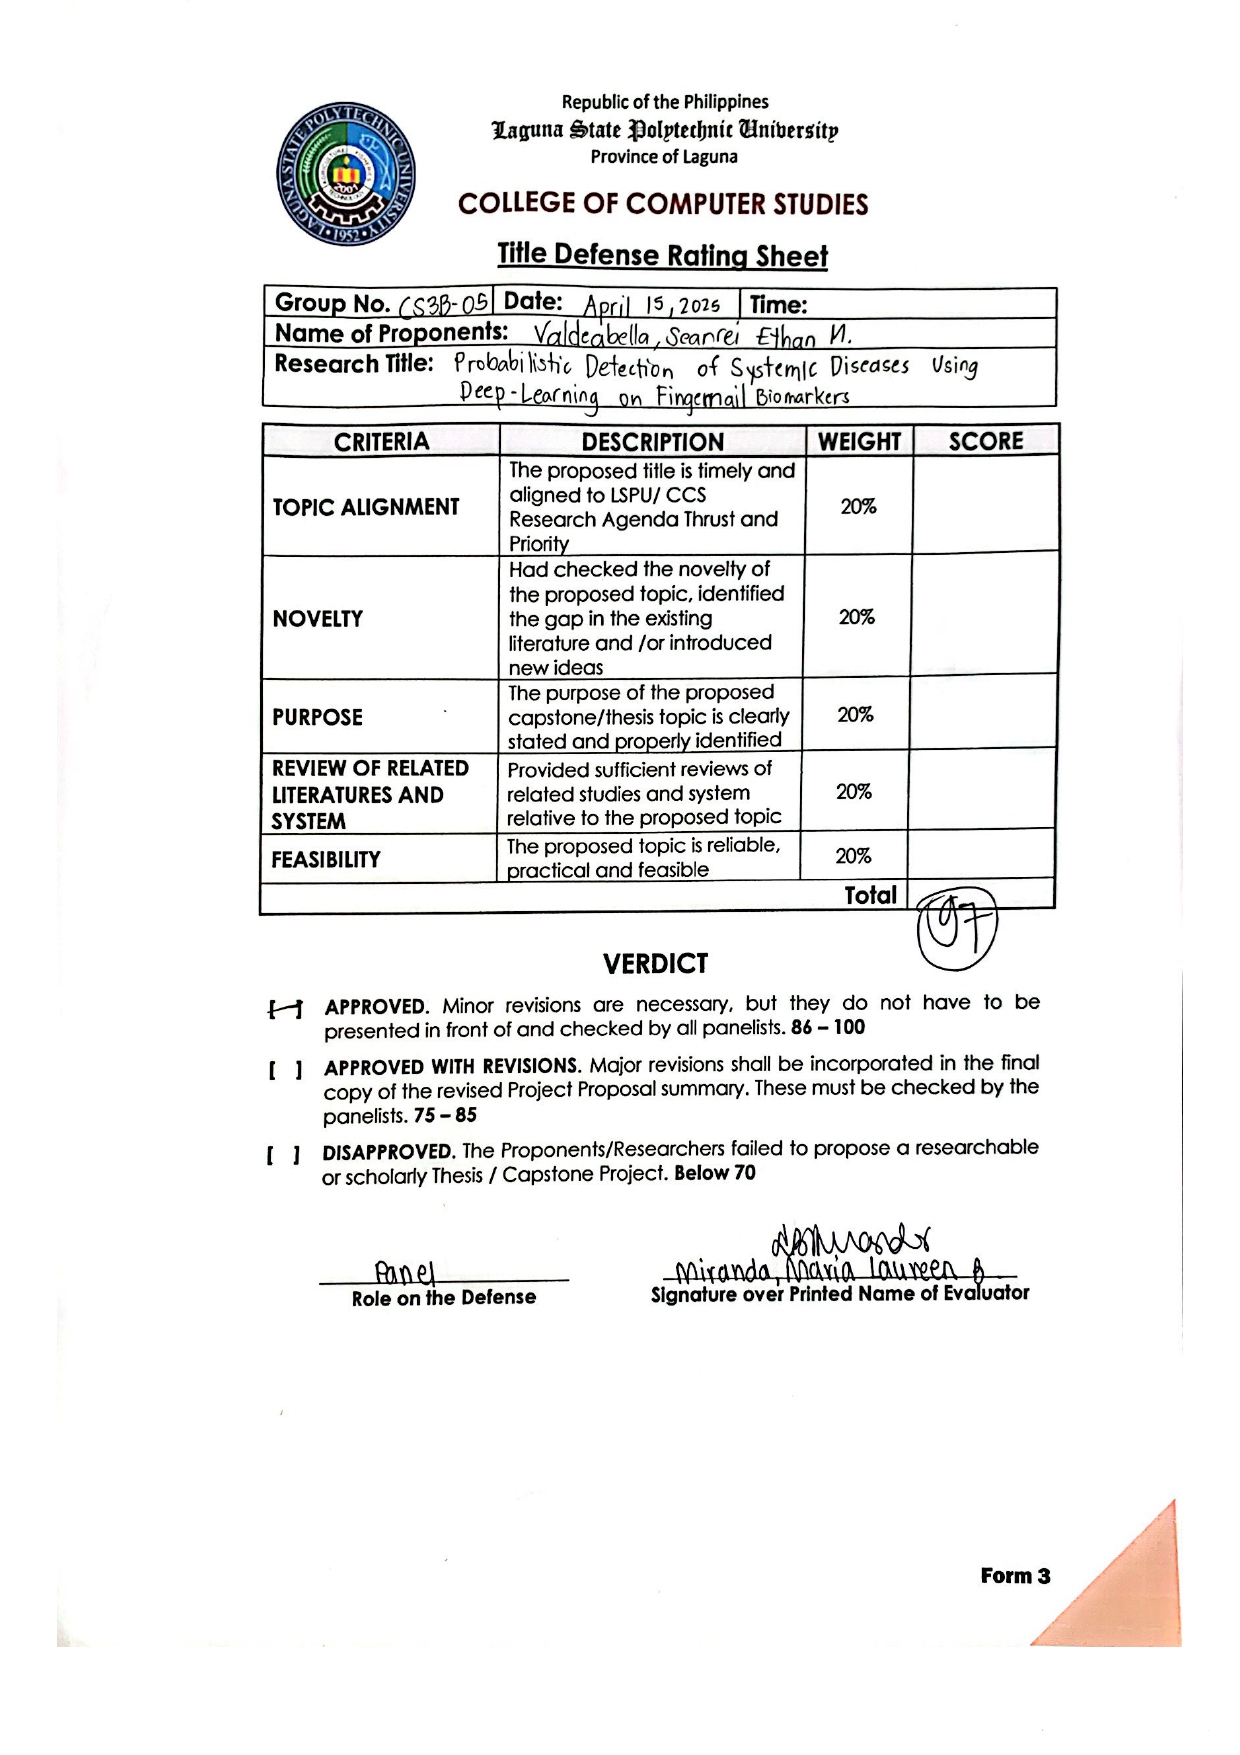 Republic of the Philippines
Laguna State Polytechnic University
Province of Laguna
LAGUNA STATE POLYTECHNIC UNIVERSITY
2001
• 1952 •
COLLEGE OF COMPUTER STUDIES
Title Defense Rating Sheet
Group No. CS3B-05 Date: April 15, 2025 Time:
Name of Proponents: Valdeabella, Seanrei Ethan M.
Research Title: Probabilistic Detection of Systemic Diseases Using
Deep-Learning on Fingernail Biomarkers
CRITERIA DESCRIPTION WEIGHT SCORE
TOPIC ALIGNMENT
The proposed title is timely and
aligned to LSPU/ CCS
Research Agenda Thrust and
Priority
20%
NOVELTY
Had checked the novelty of
the proposed topic, identified
the gap in the existing
literature and /or introduced
new ideas
20%
PURPOSE
The purpose of the proposed
capstone/thesis topic is clearly
stated and properly identified
20%
REVIEW OF RELATED
LITERATURES AND
SYSTEM
Provided sufficient reviews of
related studies and system
relative to the proposed topic
20%
FEASIBILITY
The proposed topic is reliable,
practical and feasible
20%
Total 97
VERDICT
[ ] APPROVED. Minor revisions are necessary, but they do not have to be
presented in front of and checked by all panelists. 86 – 100
[ ] APPROVED WITH REVISIONS. Major revisions shall be incorporated in the final
copy of the revised Project Proposal summary. These must be checked by the
panelists. 75 – 85
[ ] DISAPPROVED. The Proponents/Researchers failed to propose a researchable
or scholarly Thesis / Capstone Project. Below 70
Panel
Role on the Defense
Miranda, Maria Laureen B
Signature over Printed Name of Evaluator
Form 3